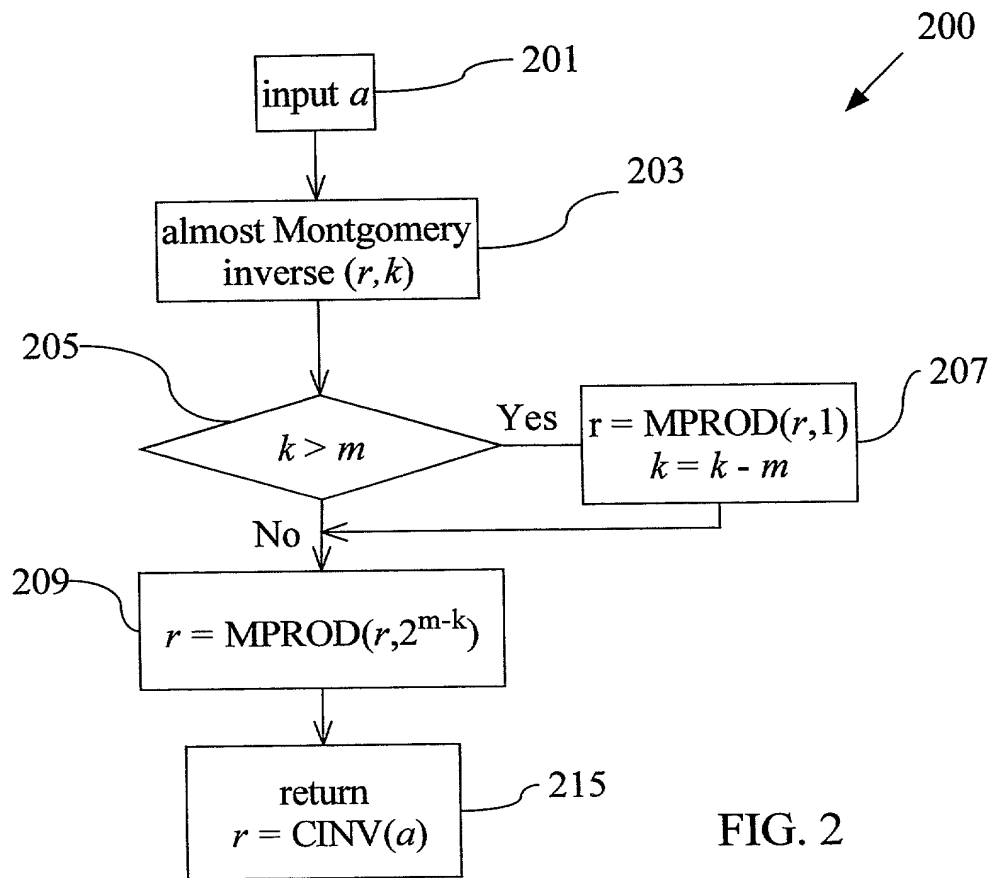 200
201
input a
203
almost Montgomery
inverse (r,k)
205
k > m
Yes
207
r = MPROD(r,1)
k = k - m
No
209
r = MPROD(r,2^{m-k})
215
return
r = CINV(a)
FIG. 2